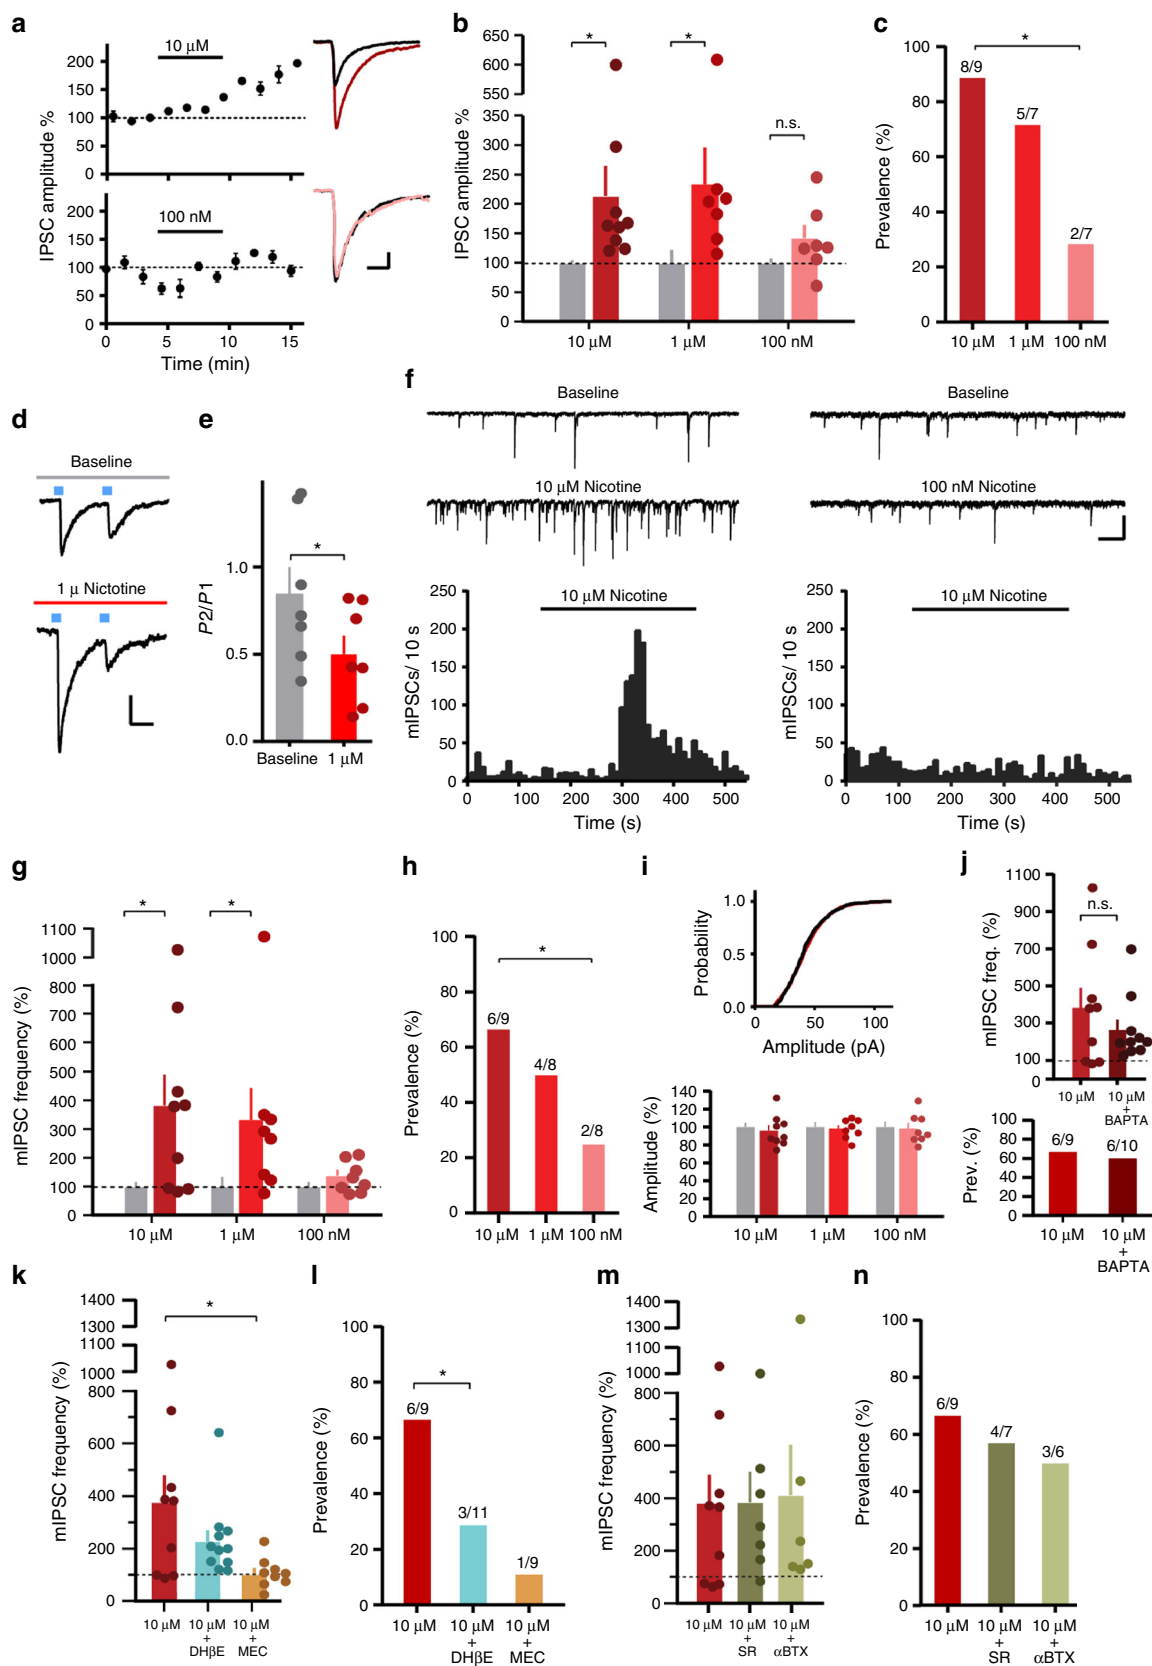 a
10 µM
200
150
100
50
0
100 nM
200
150
100
50
0
0 5 10 15
Time (min)
IPSC amplitude %
b
650
600
550
350
300
250
200
150
100
50
0
IPSC amplitude %
* *
n.s.
10 µM 1 µM 100 nM
c
100
80
60
40
20
0
Prevalence (%)
*
8/9
5/7
2/7
10 µM 1 µM 100 nM
d
Baseline
1 µ Nictotine
e
1.0
0.5
0.0
P2/P1
*
Baseline 1 µM
f
Baseline
10 µM Nicotine
Baseline
100 nM Nicotine
250
200
150
100
50
0
mIPSCs/ 10 s
10 µM Nicotine
0 100 200 300 400 500
Time (s)
250
200
150
100
50
0
mIPSCs/ 10 s
10 µM Nicotine
0 100 200 300 400 500
Time (s)
g
1100
1000
800
700
600
500
400
300
200
100
0
mIPSC frequency (%)
* *
10 µM 1 µM 100 nM
h
100
80
60
40
20
0
Prevalence (%)
*
6/9
4/8
2/8
10 µM 1 µM 100 nM
i
1.0
0.5
0.0
Probability
0 50 100
Amplitude (pA)
140
120
100
80
60
40
20
0
Amplitude (%)
10 µM 1 µM 100 nM
j
1100
900
700
500
300
100
0
mIPSC freq. (%)
n.s.
10 µM 10 µM
+
BAPTA
100
80
60
40
20
0
Prev. (%)
6/9 6/10
10 µM 10 µM
+
BAPTA
k
1400
1300
1100
1000
800
600
400
200
0
mIPSC frequency (%)
*
10 µM 10 µM 10 µM
+ +
DHβE MEC
l
100
80
60
40
20
0
Prevalence (%)
*
6/9
3/11
1/9
10 µM 10 µM 10 µM
+ +
DHβE MEC
m
1400
1300
1100
1000
800
600
400
200
0
mIPSC frequency (%)
10 µM 10 µM 10 µM
+ +
SR αBTX
n
100
80
60
40
20
0
Prevalence (%)
6/9
4/7
3/6
10 µM 10 µM 10 µM
+ +
SR αBTX